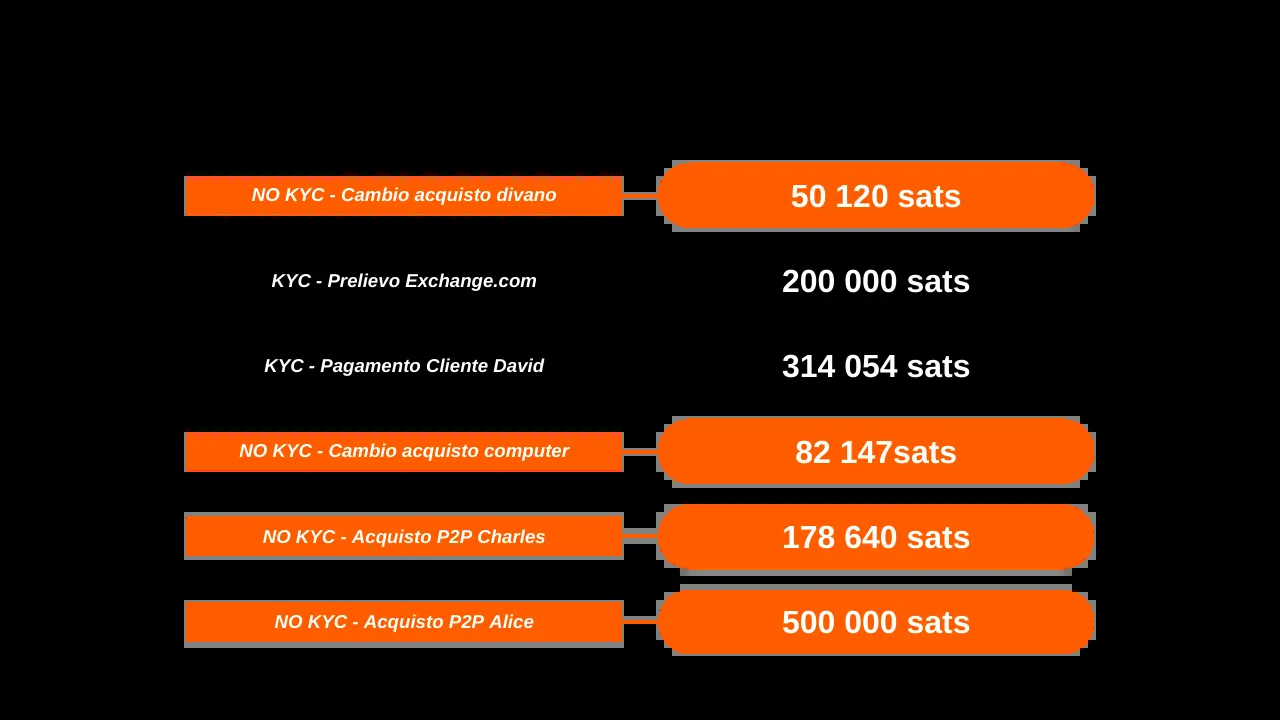 NO KYC - Cambio acquisto divano 50 120 sats
KYC - Prelievo Exchange.com 200 000 sats
KYC - Pagamento Cliente David 314 054 sats
NO KYC - Cambio acquisto computer 82 147sats
NO KYC - Acquisto P2P Charles 178 640 sats
NO KYC - Acquisto P2P Alice 500 000 sats